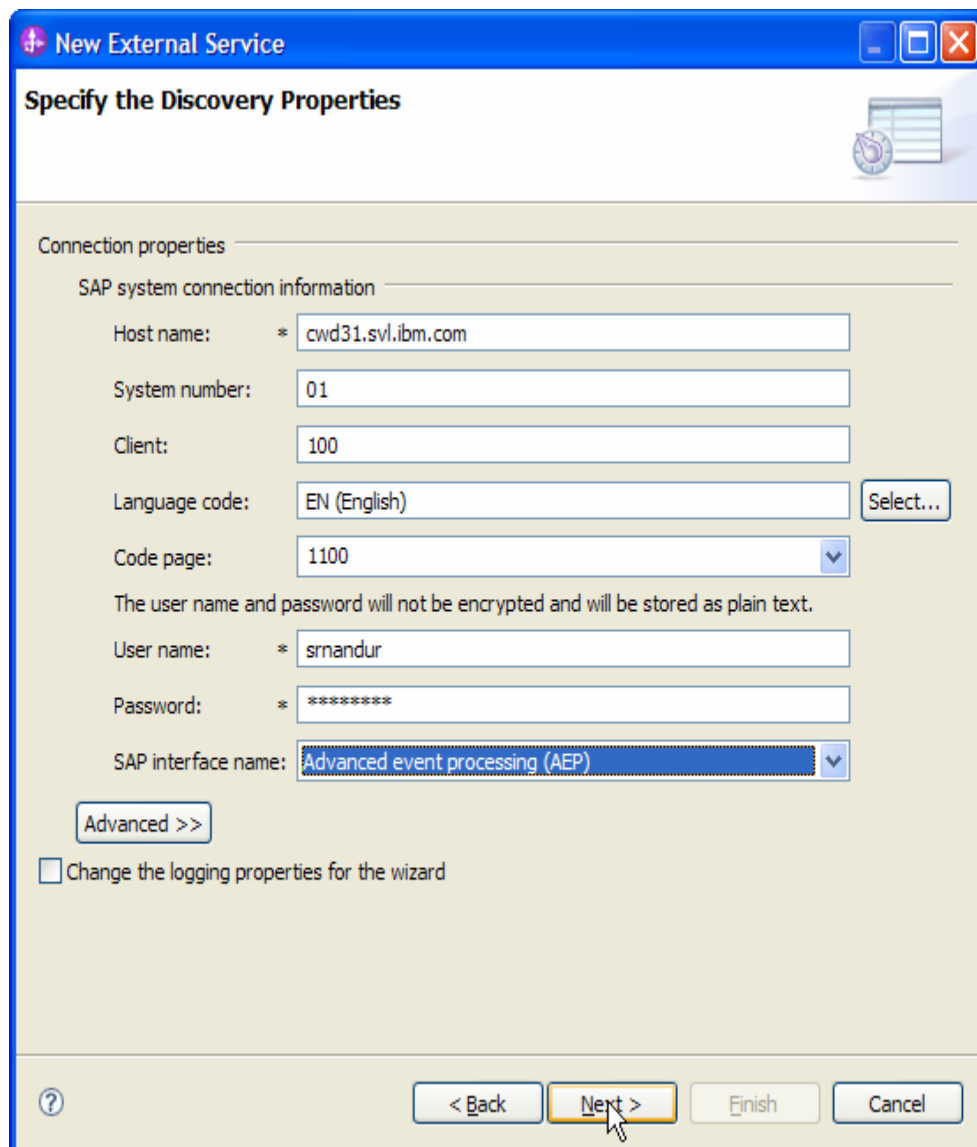 New External Service
Specify the Discovery Properties
Connection properties
SAP system connection information
Host name: * cwd31.svl.ibm.com
System number: 01
Client: 100
Language code: EN (English) Select...
Code page: 1100
The user name and password will not be encrypted and will be stored as plain text.
User name: * srnandur
Password: * ********
SAP interface name: Advanced event processing (AEP)
Advanced >>
Change the logging properties for the wizard
? < Back Next > Finish Cancel